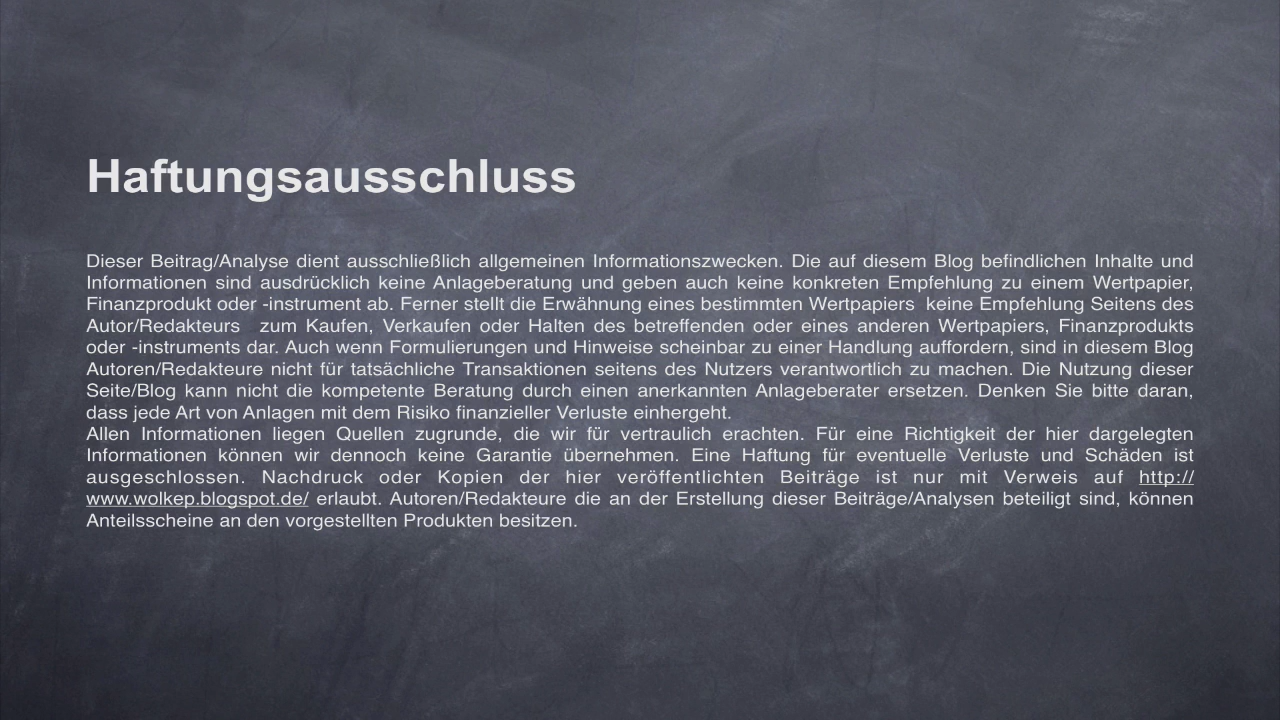 Haftungsausschluss
Dieser Beitrag/Analyse dient ausschließlich allgemeinen Informationszwecken. Die auf diesem Blog befindlichen Inhalte und
Informationen sind ausdrücklich keine Anlageberatung und geben auch keine konkreten Empfehlung zu einem Wertpapier,
Finanzprodukt oder -instrument ab. Ferner stellt die Erwähnung eines bestimmten Wertpapiers keine Empfehlung Seitens des
Autor/Redakteurs zum Kaufen, Verkaufen oder Halten des betreffenden oder eines anderen Wertpapiers, Finanzprodukts
oder -instruments dar. Auch wenn Formulierungen und Hinweise scheinbar zu einer Handlung auffordern, sind in diesem Blog
Autoren/Redakteure nicht für tatsächliche Transaktionen seitens des Nutzers verantwortlich zu machen. Die Nutzung dieser
Seite/Blog kann nicht die kompetente Beratung durch einen anerkannten Anlageberater ersetzen. Denken Sie bitte daran,
dass jede Art von Anlagen mit dem Risiko finanzieller Verluste einhergeht.
Allen Informationen liegen Quellen zugrunde, die wir für vertraulich erachten. Für eine Richtigkeit der hier dargelegten
Informationen können wir dennoch keine Garantie übernehmen. Eine Haftung für eventuelle Verluste und Schäden ist
ausgeschlossen. Nachdruck oder Kopien der hier veröffentlichten Beiträge ist nur mit Verweis auf http://
www.wolkep.blogspot.de/ erlaubt. Autoren/Redakteure die an der Erstellung dieser Beiträge/Analysen beteiligt sind, können
Anteilsscheine an den vorgestellten Produkten besitzen.